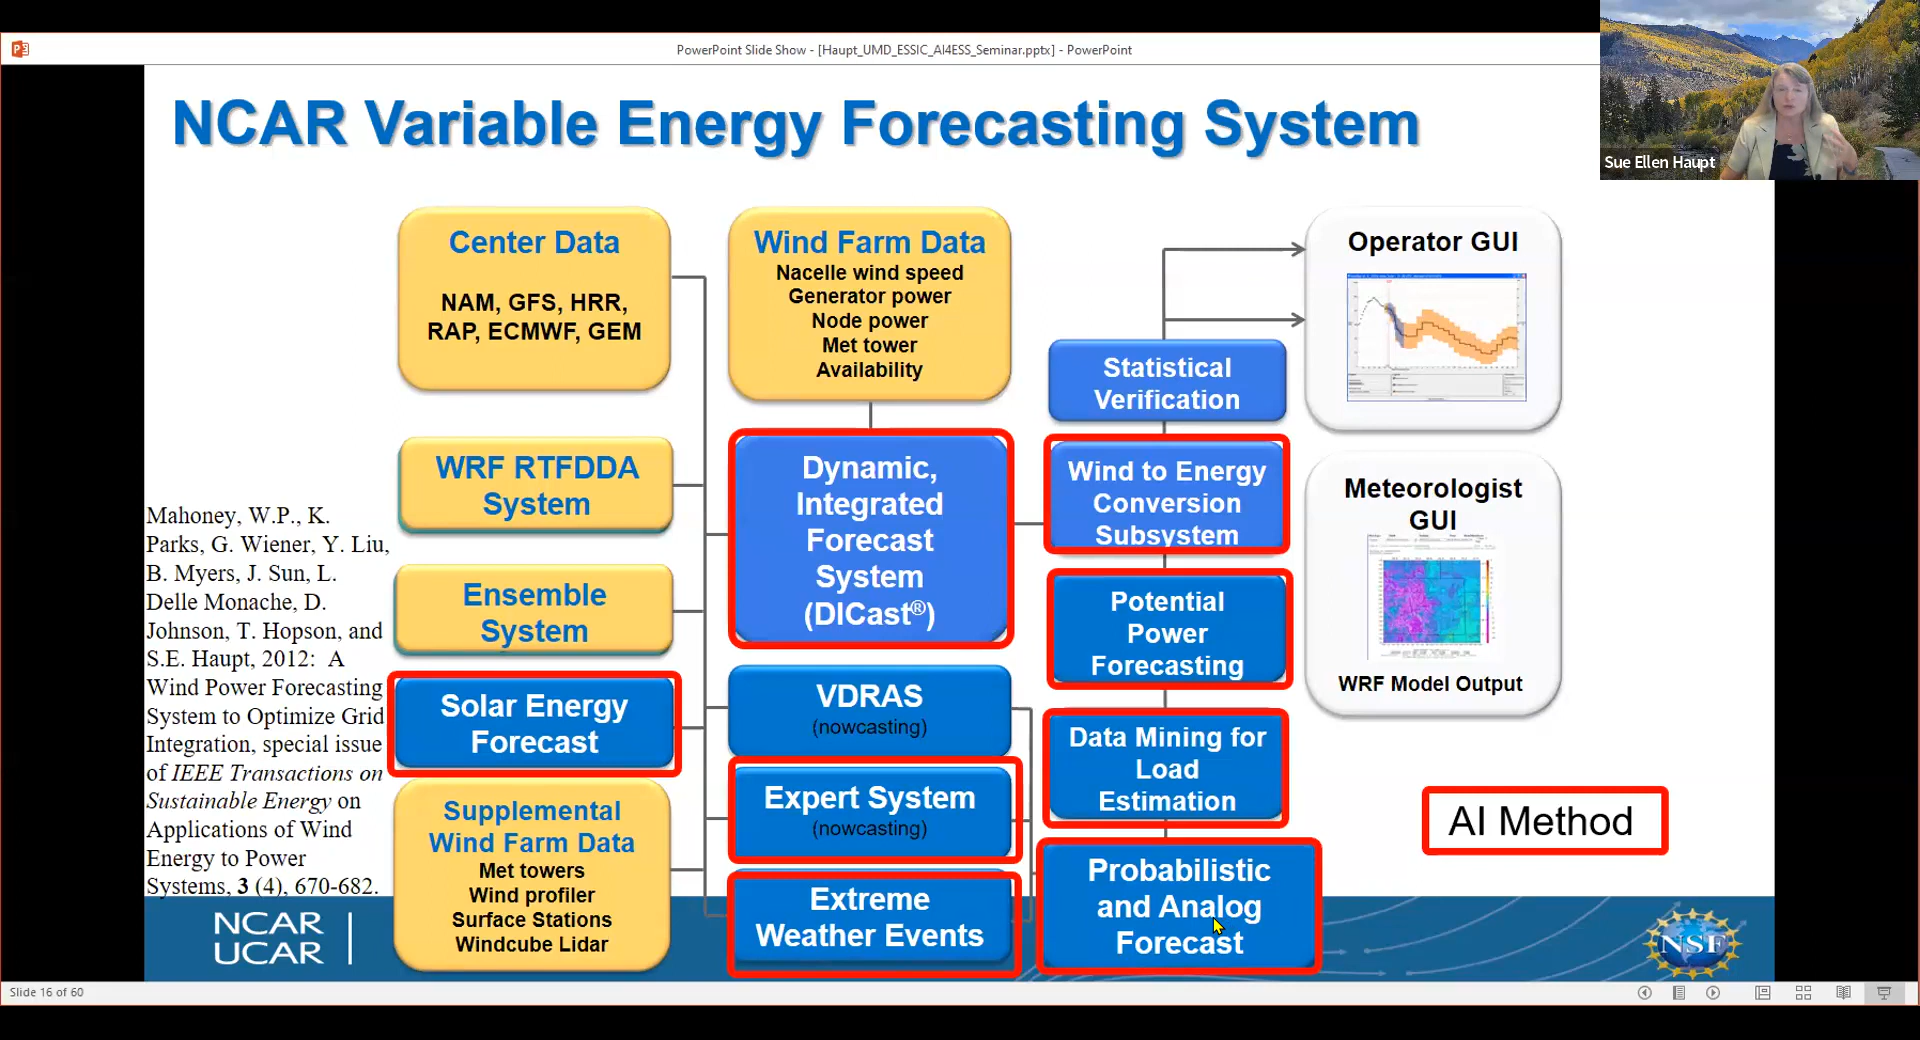 PowerPoint Slide Show - [Haupt_UMD_ESSIC_AI4ESS_Seminar.pptx] - PowerPoint
Sue Ellen Haupt
NCAR Variable Energy Forecasting System
Center Data
NAM, GFS, HRR,
RAP, ECMWF, GEM
WRF RTFDDA
System
Ensemble
System
Solar Energy
Forecast
Supplemental
Wind Farm Data
Met towers
Wind profiler
Surface Stations
Windcube Lidar
Wind Farm Data
Nacelle wind speed
Generator power
Node power
Met tower
Availability
Dynamic,
Integrated
Forecast
System
(DICast®)
VDRAS
(nowcasting)
Expert System
(nowcasting)
Extreme
Weather Events
Statistical
Verification
Wind to Energy
Conversion
Subsystem
Potential
Power
Forecasting
Data Mining for
Load
Estimation
Probabilistic
and Analog
Forecast
Operator GUI
Meteorologist
GUI
WRF Model Output
AI Method
Mahoney, W.P., K.
Parks, G. Wiener, Y. Liu,
B. Myers, J. Sun, L.
Delle Monache, D.
Johnson, T. Hopson, and
S.E. Haupt, 2012: A
Wind Power Forecasting
System to Optimize Grid
Integration, special issue
of IEEE Transactions on
Sustainable Energy on
Applications of Wind
Energy to Power
Systems, 3 (4), 670-682.
NCAR
UCAR
NSF
Slide 16 of 60